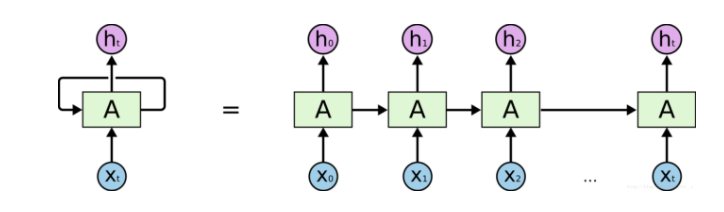 hₜ h₀ h₁ h₂ hₜ
A = A A A A
xₜ x₀ x₁ x₂ ... xₜ